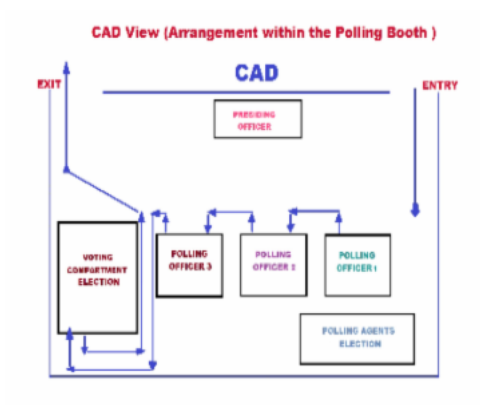 CAD View (Arrangement within the Polling Booth )
CAD
EXIT
ENTRY
PRESIDING
OFFICER
VOTING
COMPARTMENT
ELECTION
POLLING
OFFICER 3
POLLING
OFFICER 2
POLLING
OFFICER 1
POLLING AGENTS
ELECTION